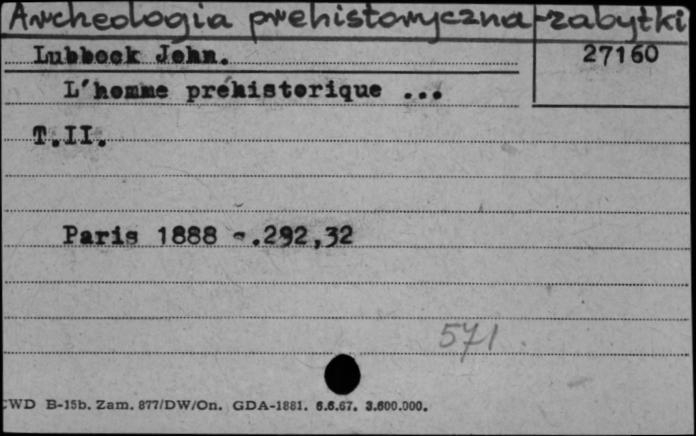 Archeologia prehistoryczna-zabytki
Lubbock John.
27160
L'homme préhistorique ...
T.II.
Paris 1888 -.292,32
571
CWD B-15b. Zam. 877/DW/On. GDA-1881. 6.6.67. 3.600.000.